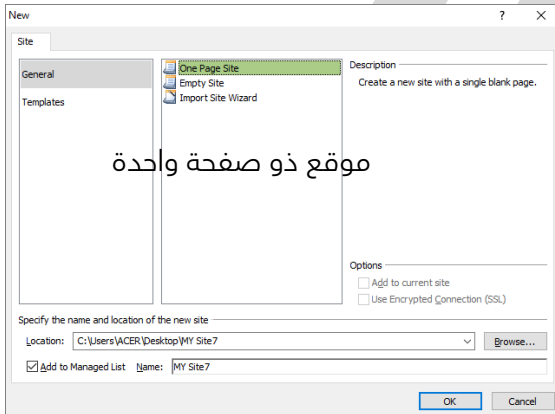 New ? X
Site
General
Templates
One Page Site
Empty Site
Import Site Wizard
Description
Create a new site with a single blank page.
موقع ذو صفحة واحدة
Options
Add to current site
Use Encrypted Connection (SSL)
Specify the name and location of the new site
Location: C:\Users\ACER\Desktop\MY Site7 Browse...
Add to Managed List Name: MY Site7
OK Cancel